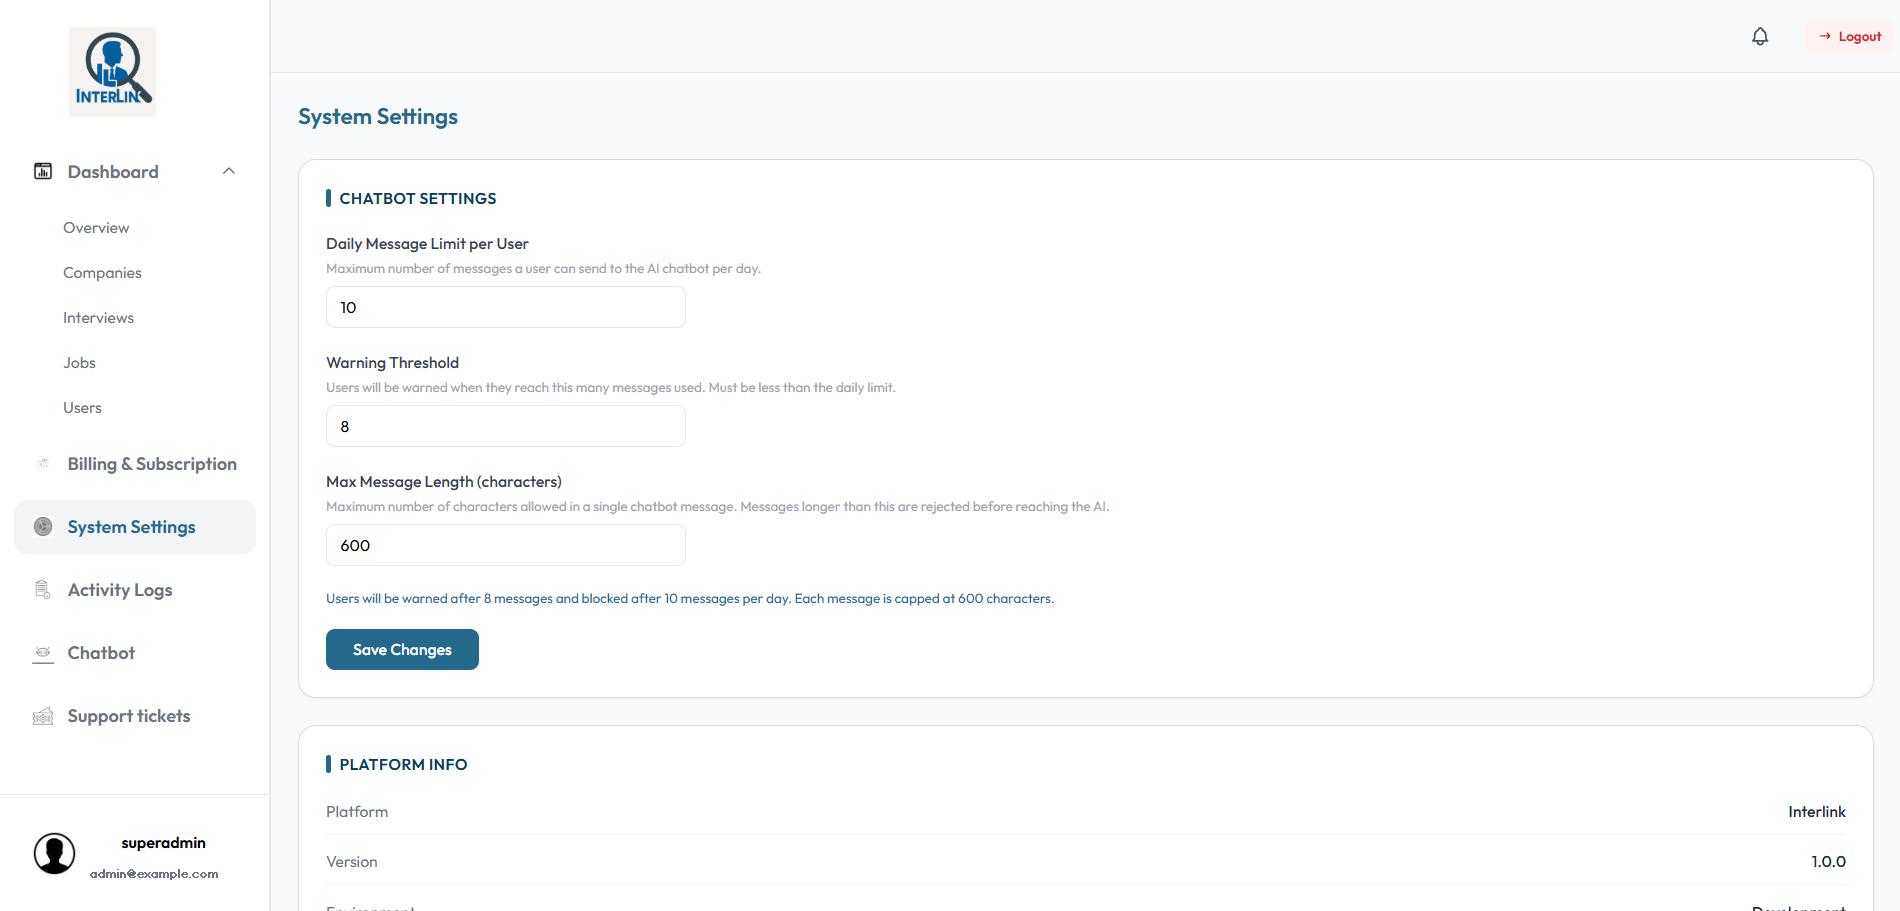 INTERLINK
Dashboard
Overview
Companies
Interviews
Jobs
Users
Billing & Subscription
System Settings
Activity Logs
Chatbot
Support tickets
superadmin
admin@example.com
→ Logout
System Settings
CHATBOT SETTINGS
Daily Message Limit per User
Maximum number of messages a user can send to the AI chatbot per day.
10
Warning Threshold
Users will be warned when they reach this many messages used. Must be less than the daily limit.
8
Max Message Length (characters)
Maximum number of characters allowed in a single chatbot message. Messages longer than this are rejected before reaching the AI.
600
Users will be warned after 8 messages and blocked after 10 messages per day. Each message is capped at 600 characters.
Save Changes
PLATFORM INFO
Platform Interlink
Version 1.0.0
Environment Development